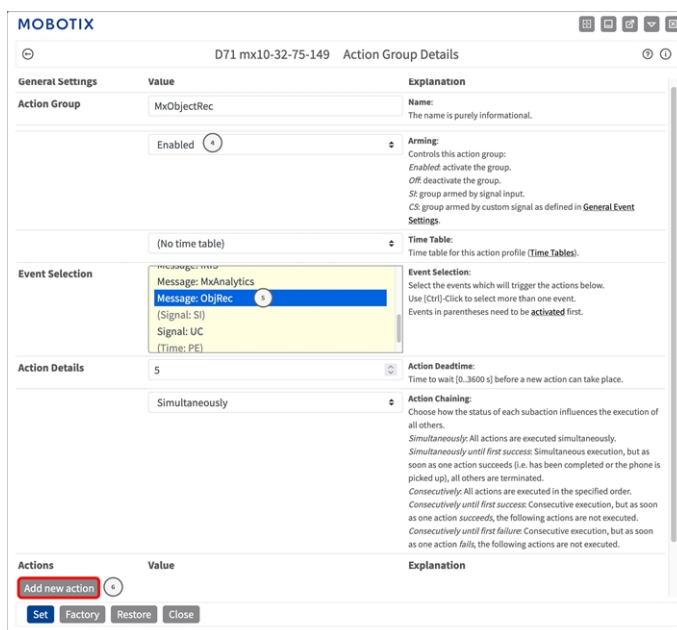 MOBOTIX
D71 mx10-32-75-149 Action Group Details
General Settings Value Explanation
Action Group MxObjectRec Name:
The name is purely informational.
Enabled 4 Arming:
Controls this action group:
Enabled: activate the group.
Off: deactivate the group.
SI: group armed by signal input.
CS: group armed by custom signal as defined in General Event
Settings.
(No time table) Time Table:
Time table for this action profile (Time Tables).
Event Selection Event Selection:
Message: MxAnalytics Select the events which will trigger the actions below.
Message: ObjRec 5 Use [Ctrl]-Click to select more than one event.
(Signal: SI) Events in parentheses need to be activated first.
Signal: UC
(Time: PE)
Action Details 5 Action Deadtime:
Time to wait [0..3600 s] before a new action can take place.
Simultaneously Action Chaining:
Choose how the status of each subaction influences the execution of
all others.
Simultaneously: All actions are executed simultaneously.
Simultaneously until first success: Simultaneous execution, but as
soon as one action succeeds (i.e. has been completed or the phone is
picked up), all others are terminated.
Consecutively: All actions are executed in the specified order.
Consecutively until first success: Consecutive execution, but as soon
as one action succeeds, the following actions are not executed.
Consecutively until first failure: Consecutive execution, but as soon
as one action fails, the following actions are not executed.
Actions Value Explanation
Add new action 6
Set Factory Restore Close